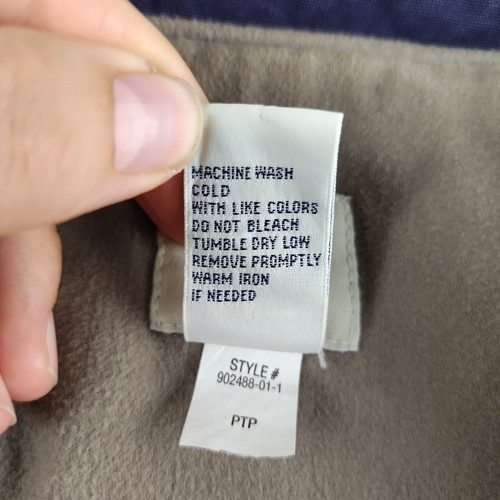 MACHINE WASH
COLD
WITH LIKE COLORS
DO NOT BLEACH
TUMBLE DRY LOW
REMOVE PROMPTLY
WARM IRON
IF NEEDED
STYLE #
902488-01-1
PTP